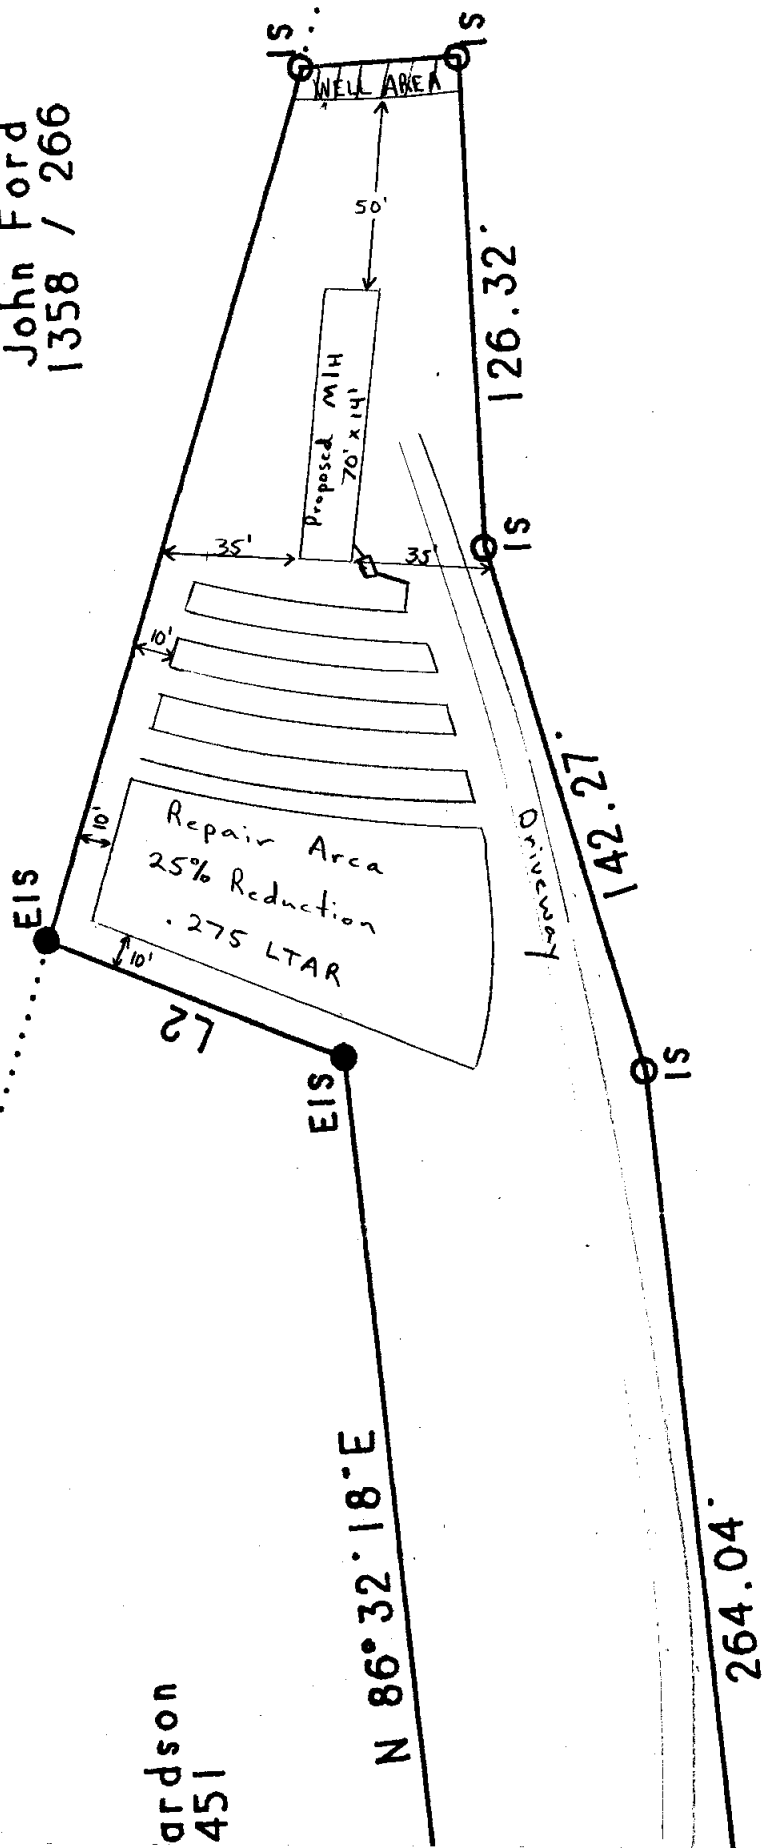 John Ford
1358 / 266
IS
IS
WELL AREA
50'
126.32'
Proposed M/H
70' x 14'
35'
35'
IS
10'
10'
Repair Area
25% Reduction
.275 LTAR
10'
Driveway
142.27'
EIS
L2
EIS
IS
N 86°32'18"E
264.04'
ardson
451